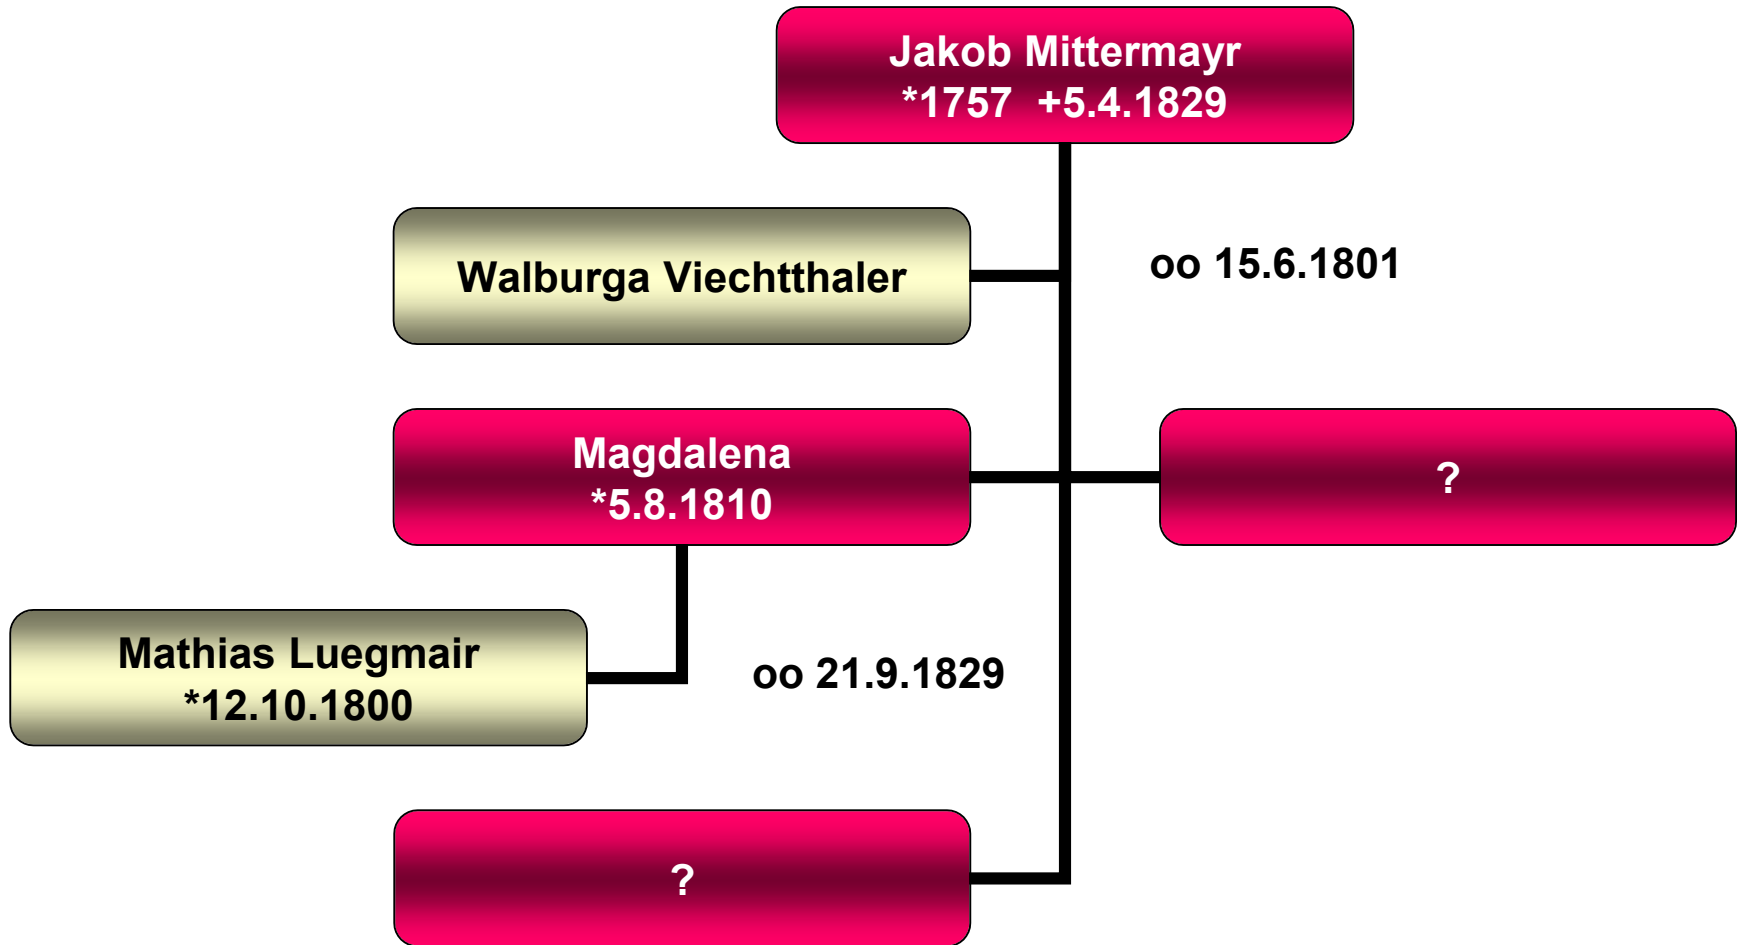 Jakob Mittermayr
*1757 +5.4.1829
Walburga Viechtthaler
oo 15.6.1801
Magdalena
*5.8.1810
?
Mathias Luegmair
*12.10.1800
oo 21.9.1829
?